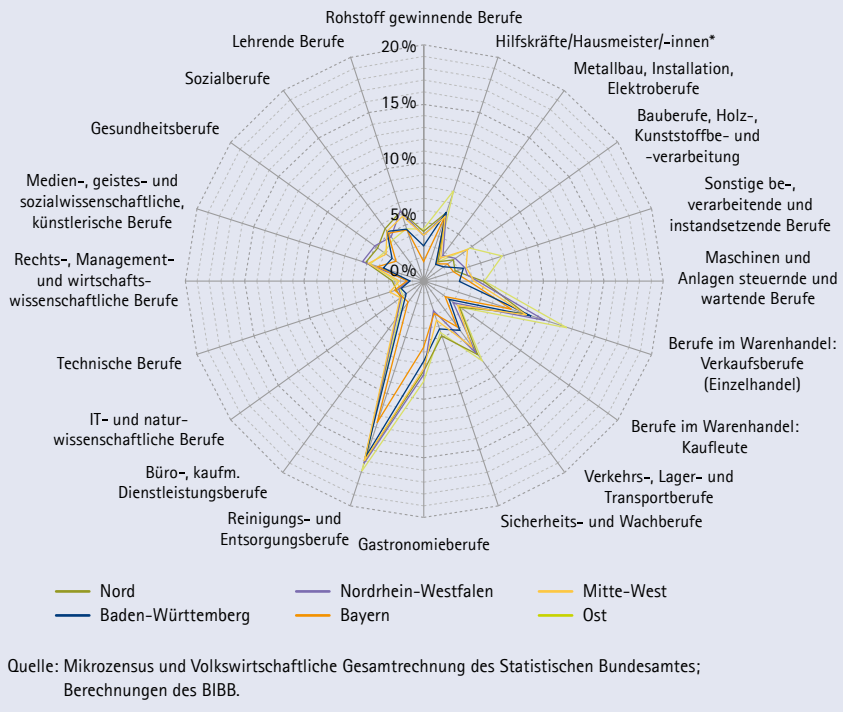 Rohstoff gewinnende Berufe
Hilfskräfte/Hausmeister/-innen*
Metallbau, Installation,
Elektroberufe
Bauberufe, Holz-,
Kunststoffbe- und
-verarbeitung
Sonstige be-,
verarbeitende und
instandsetzende Berufe
Maschinen und
Anlagen steuernde und
wartende Berufe
Berufe im Warenhandel:
Verkaufsberufe
(Einzelhandel)
Berufe im Warenhandel:
Kaufleute
Verkehrs-, Lager- und
Transportberufe
Sicherheits- und Wachberufe
Gastronomieberufe
Reinigungs- und
Entsorgungsberufe
Büro-, kaufm.
Dienstleistungsberufe
IT- und natur-
wissenschaftliche Berufe
Technische Berufe
Rechts-, Management-
und wirtschafts-
wissenschaftliche Berufe
Medien-, geistes- und
sozialwissenschaftliche,
künstlerische Berufe
Gesundheitsberufe
Sozialberufe
Lehrende Berufe
20 %
15 %
10 %
5 %
0 %
Nord
Nordrhein-Westfalen
Mitte-West
Baden-Württemberg
Bayern
Ost
Quelle: Mikrozensus und Volkswirtschaftliche Gesamtrechnung des Statistischen Bundesamtes;
Berechnungen des BIBB.